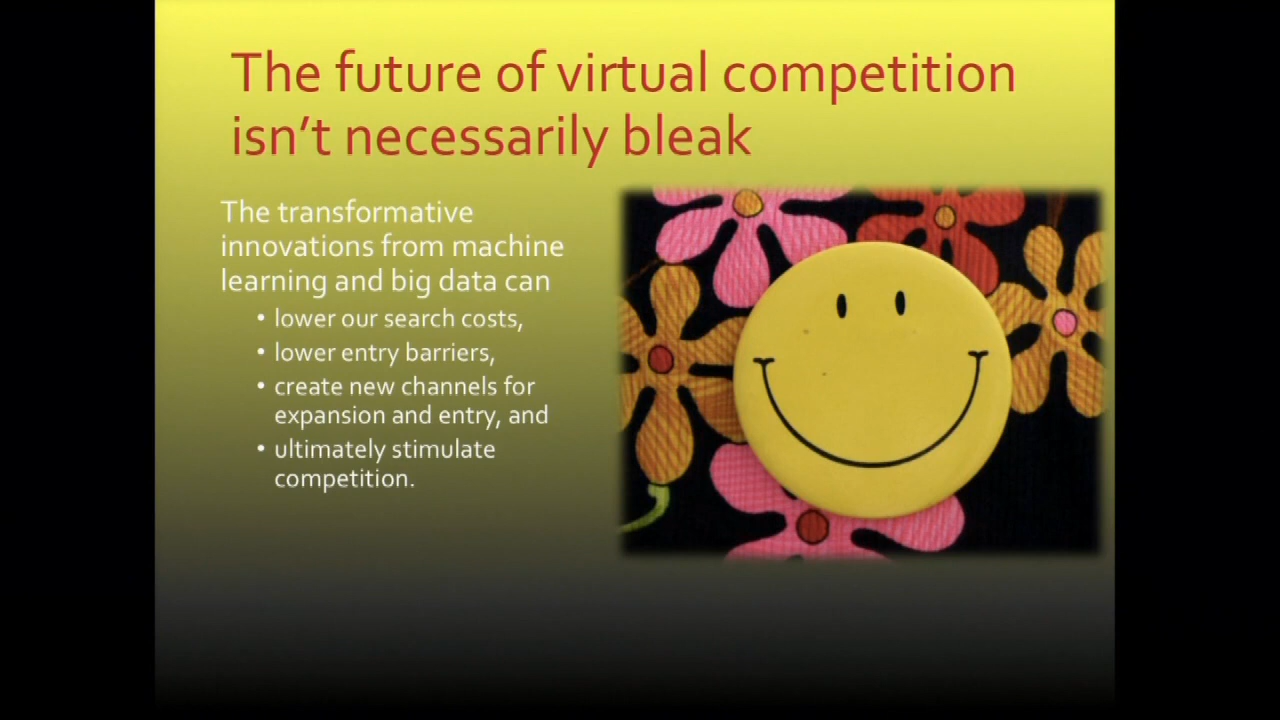 The future of virtual competition
isn't necessarily bleak
The transformative
innovations from machine
learning and big data can
• lower our search costs,
• lower entry barriers,
• create new channels for
expansion and entry, and
• ultimately stimulate
competition.